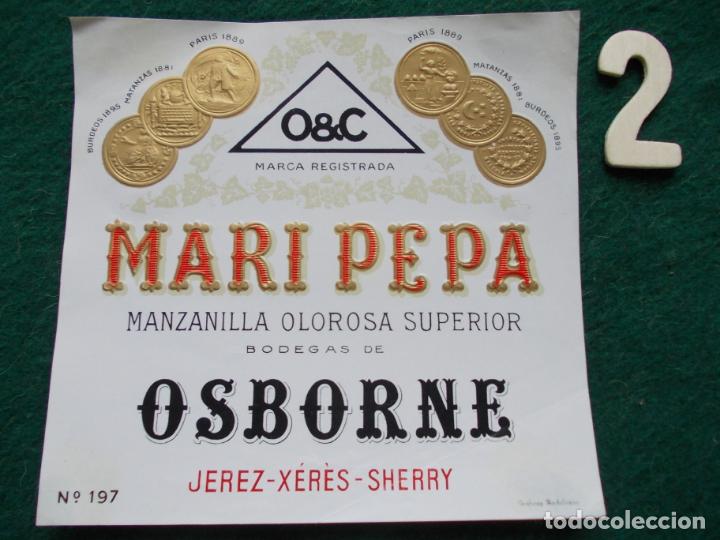 PARIS 1889
MATANZAS 1881
BURDEOS 1895
PARIS 1889
MATANZAS 1881
BURDEOS 1895
O&C
MARCA REGISTRADA
MARI PEPA
MANZANILLA OLOROSA SUPERIOR
BODEGAS DE
OSBORNE
JEREZ-XÉRÈS-SHERRY
Nº 197
2
todocoleccion